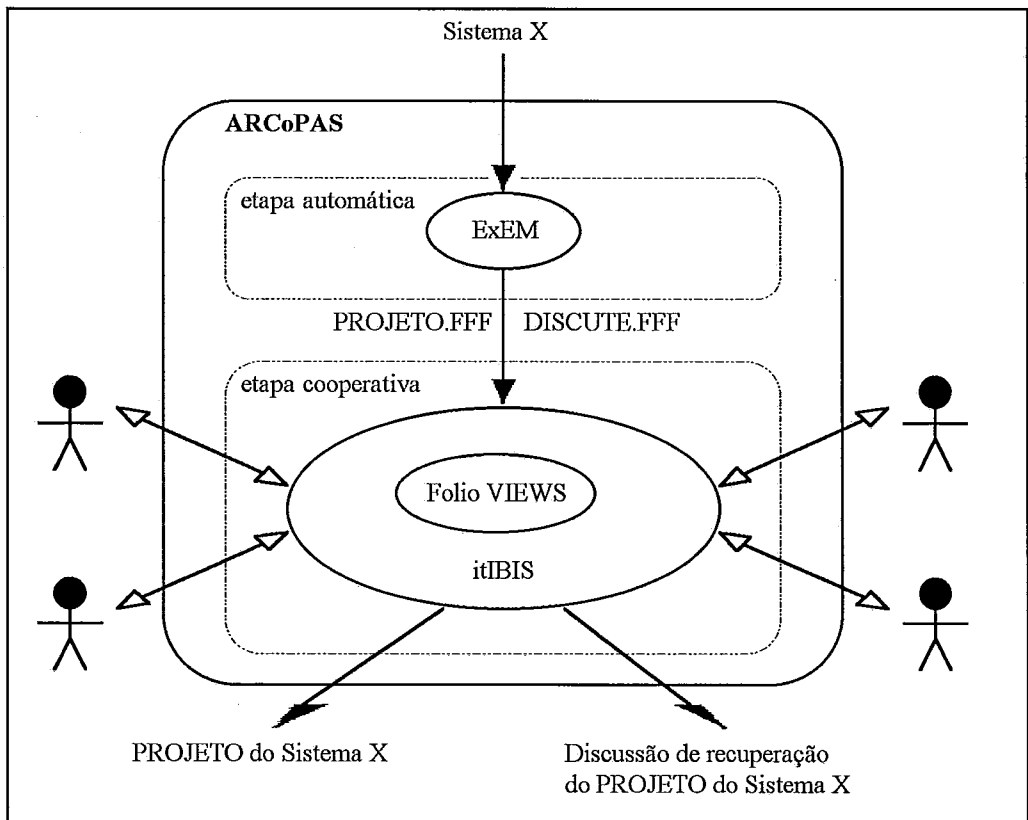 Sistema X
ARCoPAS
etapa automática
ExEM
PROJETO.FFF
DISCUTE.FFF
etapa cooperativa
Folio VIEWS
itIBIS
PROJETO do Sistema X
Discussão de recuperação
do PROJETO do Sistema X